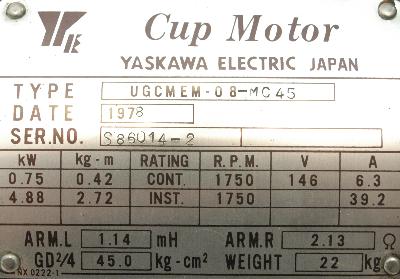 Cup Motor
YASKAWA ELECTRIC JAPAN
TYPE UGCMEM-08-MC45
DATE 1978
SER.NO. S86014-2
kW kg-m RATING R.P.M. V A
0.75 0.42 CONT. 1750 146 6.3
4.88 2.72 INST. 1750 39.2
ARM.L 1.14 mH ARM.R 2.13 Ω
GD²/4 45.0 kg-cm² WEIGHT 22 kg
NX0222-1